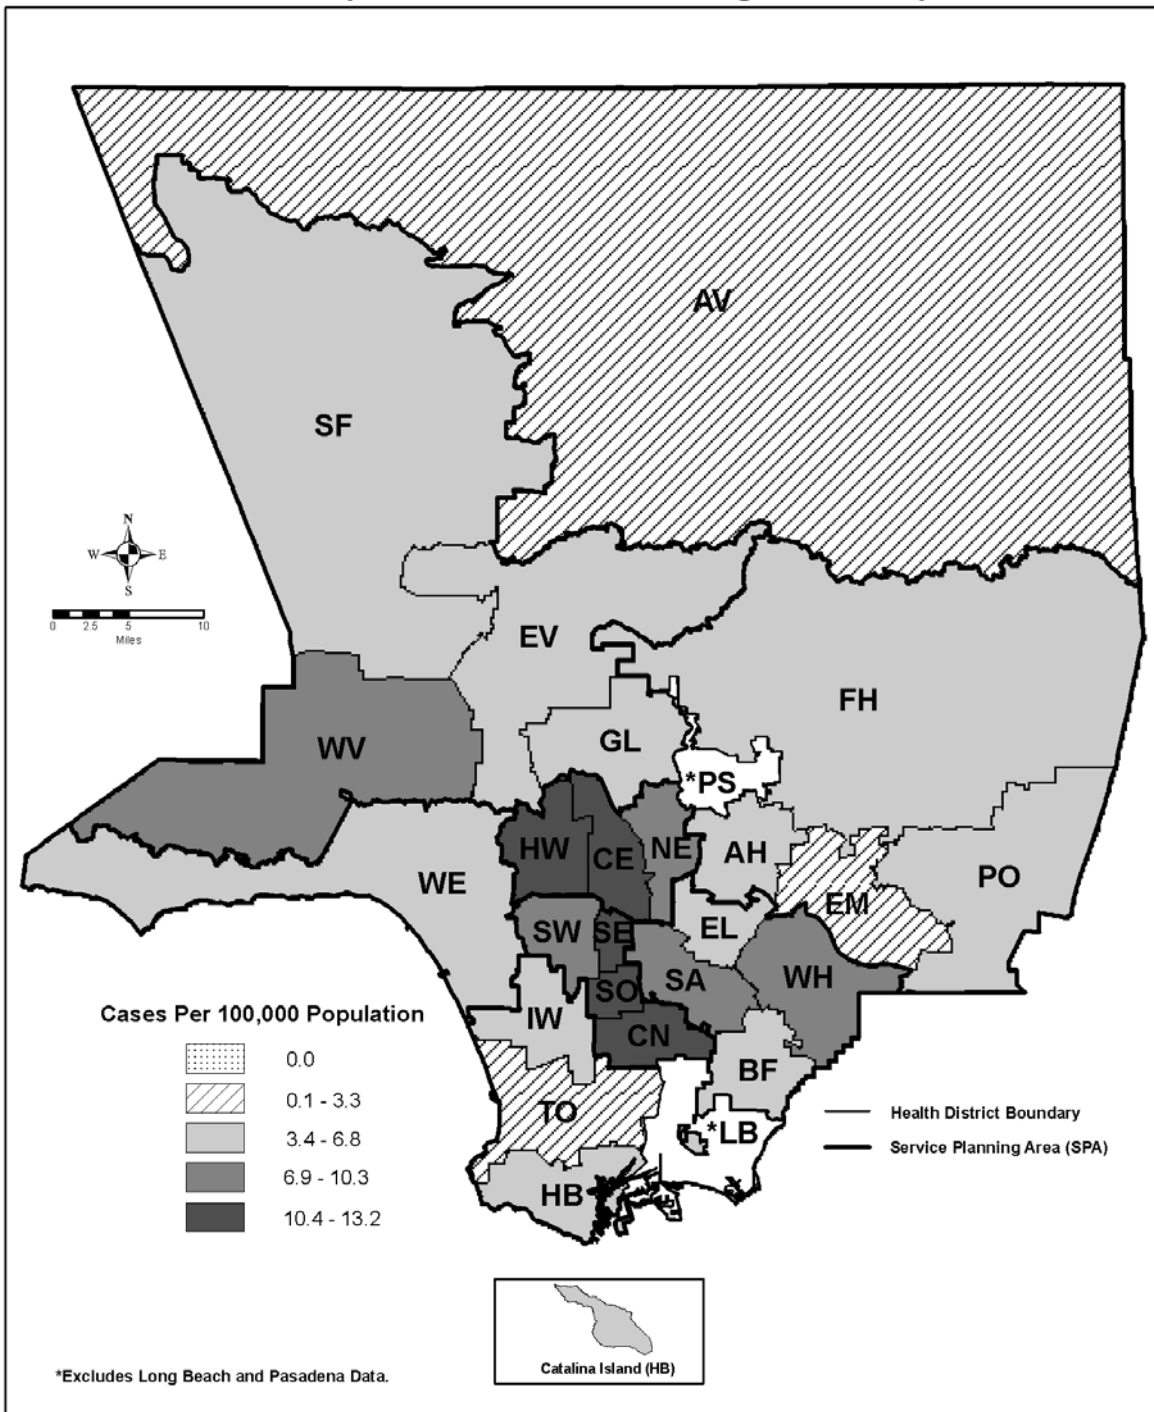 AV
SF
N
W E
S
0 2.5 5 10
Miles
EV
FH
WV
GL
*PS
HW
CE
NE
AH
WE
PO
EM
SW
SE
EL
SA
WH
SO
IW
CN
BF
TO
*LB
HB
Cases Per 100,000 Population
0.0
0.1 - 3.3
3.4 - 6.8
6.9 - 10.3
10.4 - 13.2
Health District Boundary
Service Planning Area (SPA)
Catalina Island (HB)
*Excludes Long Beach and Pasadena Data.